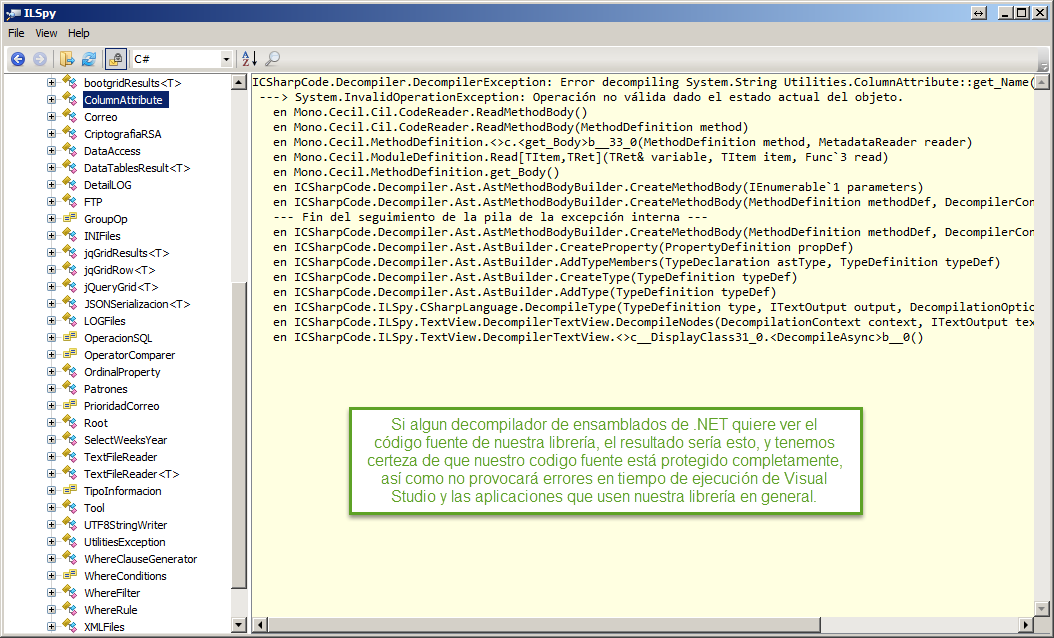 ILSpy
File View Help
C#
bootgridResults<T>
ColumnAttribute
Correo
CriptografiaRSA
DataAccess
DataTablesResult<T>
DetailLOG
FTP
GroupOp
INIFiles
jqGridResults<T>
jqGridRow<T>
jQueryGrid<T>
JSONSerializacion<T>
LOGFiles
OperacionSQL
OperatorComparer
OrdinalProperty
Patrones
PrioridadCorreo
Root
SelectWeeksYear
TextFileReader
TextFileReader<T>
TipoInformacion
Tool
UTF8StringWriter
UtilitiesException
WhereClauseGenerator
WhereConditions
WhereFilter
WhereRule
XMLFiles
ICSharpCode.Decompiler.DecompilerException: Error decompiling System.String Utilities.ColumnAttribute::get_Name(
---> System.InvalidOperationException: Operación no válida dado el estado actual del objeto.
en Mono.Cecil.Cil.CodeReader.ReadMethodBody()
en Mono.Cecil.Cil.CodeReader.ReadMethodBody(MethodDefinition method)
en Mono.Cecil.MethodDefinition.<>c.<get_Body>b__33_0(MethodDefinition method, MetadataReader reader)
en Mono.Cecil.ModuleDefinition.Read[TItem,TRet](TRet& variable, TItem item, Func`3 read)
en Mono.Cecil.MethodDefinition.get_Body()
en ICSharpCode.Decompiler.Ast.AstMethodBodyBuilder.CreateMethodBody(IEnumerable`1 parameters)
en ICSharpCode.Decompiler.Ast.AstMethodBodyBuilder.CreateMethodBody(MethodDefinition methodDef, DecompilerCon
--- Fin del seguimiento de la pila de la excepción interna ---
en ICSharpCode.Decompiler.Ast.AstMethodBodyBuilder.CreateMethodBody(MethodDefinition methodDef, DecompilerCon
en ICSharpCode.Decompiler.Ast.AstBuilder.CreateProperty(PropertyDefinition propDef)
en ICSharpCode.Decompiler.Ast.AstBuilder.AddTypeMembers(TypeDeclaration astType, TypeDefinition typeDef)
en ICSharpCode.Decompiler.Ast.AstBuilder.CreateType(TypeDefinition typeDef)
en ICSharpCode.Decompiler.Ast.AstBuilder.AddType(TypeDefinition typeDef)
en ICSharpCode.ILSpy.CSharpLanguage.DecompileType(TypeDefinition type, ITextOutput output, DecompilationOptio
en ICSharpCode.ILSpy.TextView.DecompilerTextView.DecompileNodes(DecompilationContext context, ITextOutput tex
en ICSharpCode.ILSpy.TextView.DecompilerTextView.<>c__DisplayClass31_0.<DecompileAsync>b__0()
Si algun decompilador de ensamblados de .NET quiere ver el
código fuente de nuestra librería, el resultado sería esto, y tenemos
certeza de que nuestro codigo fuente está protegido completamente,
así como no provocará errores en tiempo de ejecución de Visual
Studio y las aplicaciones que usen nuestra librería en general.